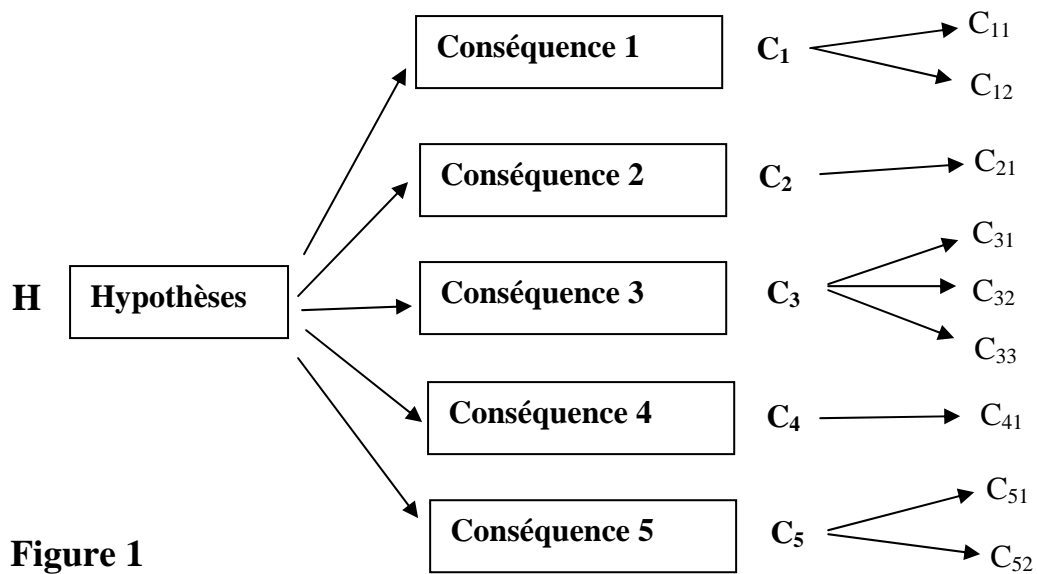 Conséquence 1
C₁
C₁₁
C₁₂
Conséquence 2
C₂
C₂₁
H
Hypothèses
Conséquence 3
C₃
C₃₁
C₃₂
C₃₃
Conséquence 4
C₄
C₄₁
Conséquence 5
C₅
C₅₁
C₅₂
Figure 1